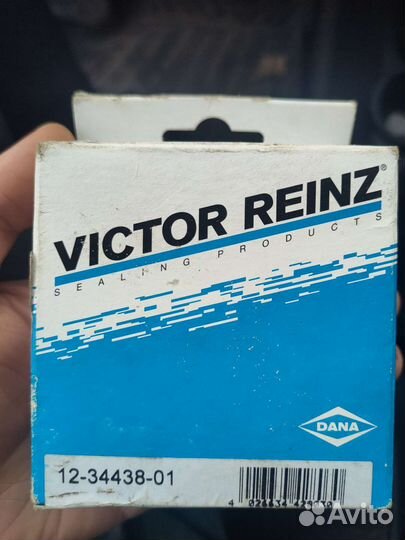 VICTOR REINZ®
SEALING PRODUCTS
DANA
12-34438-01
Avito